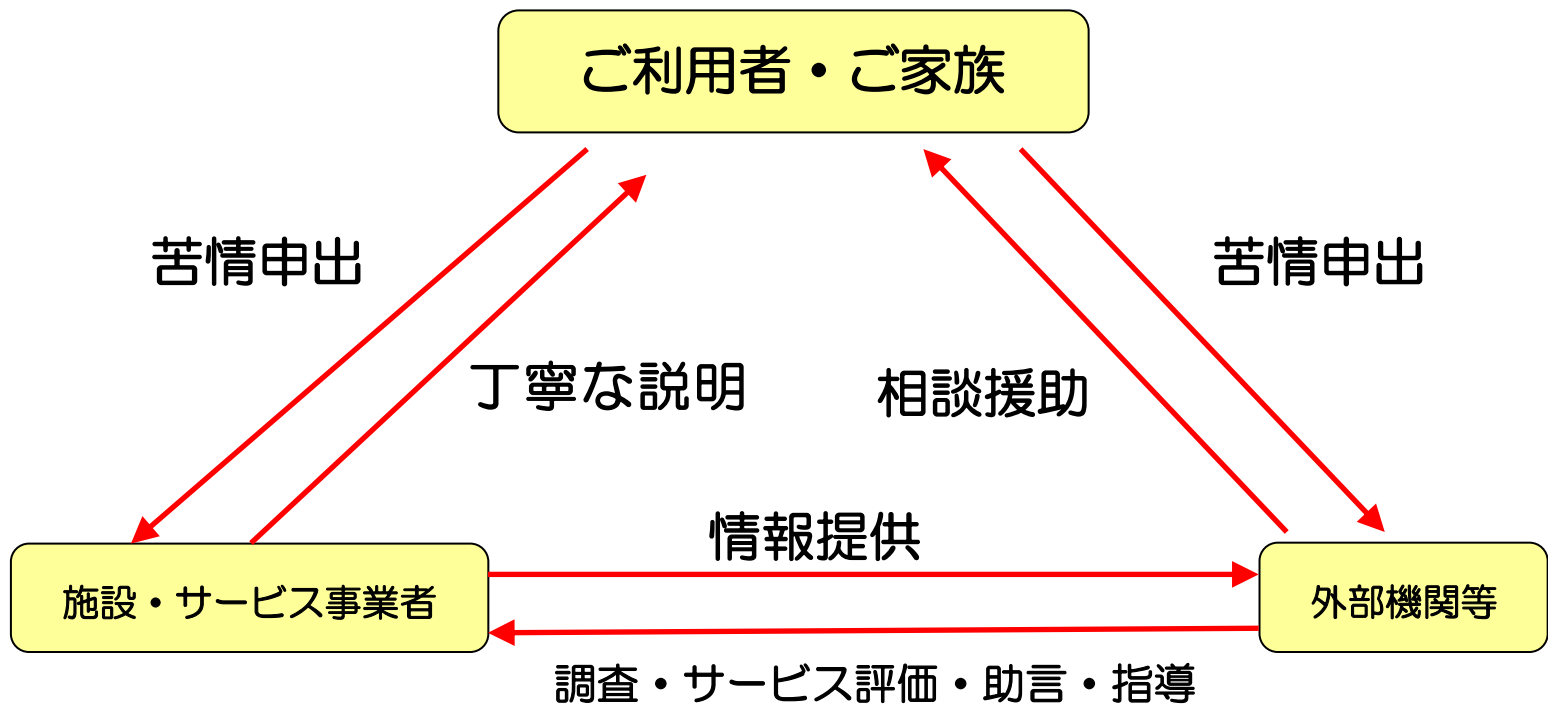 ご利用者・ご家族
苦情申出
苦情申出
丁寧な説明
相談援助
情報提供
施設・サービス事業者
外部機関等
調査・サービス評価・助言・指導